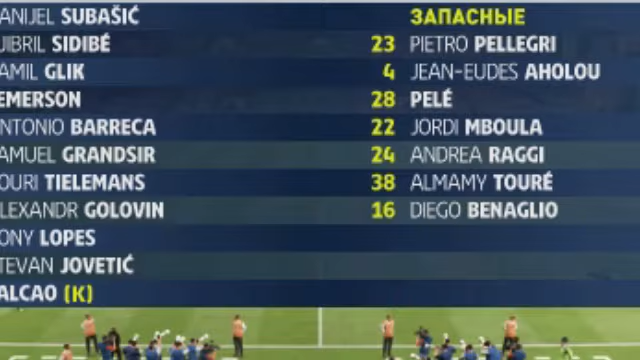 ANIJEL SUBAŠIĆ
JIBRIL SIDIBÉ
AMIL GLIK
EMERSON
NTONIO BARRECA
AMUEL GRANDSIR
OURI TIELEMANS
LEXANDR GOLOVIN
ONY LOPES
TEVAN JOVETIĆ
ALCAO (K)
ЗАПАСНЫЕ
23 PIETRO PELLEGRI
4 JEAN-EUDES AHOLOU
28 PELÉ
22 JORDI MBOULA
24 ANDREA RAGGI
38 ALMAMY TOURÉ
16 DIEGO BENAGLIO